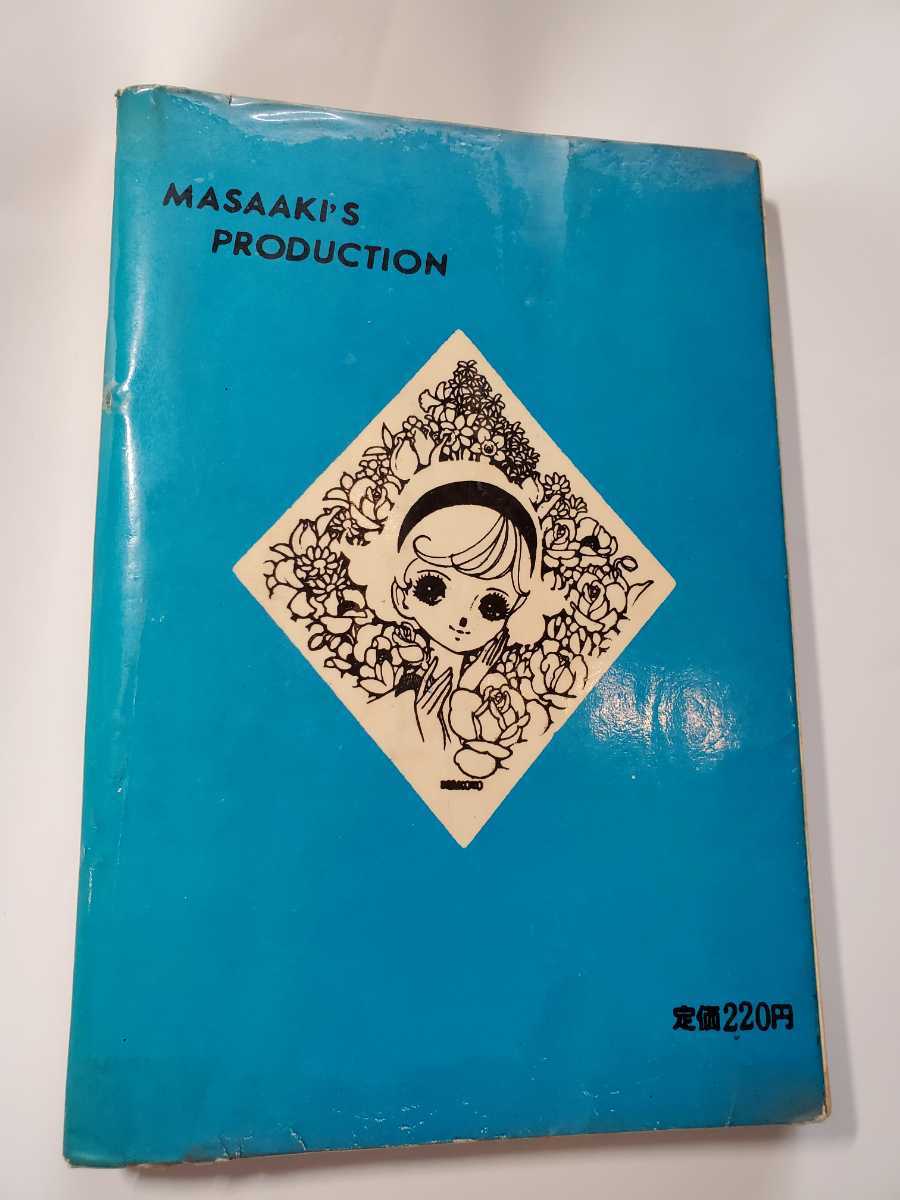 MASAAKI'S
PRODUCTION
定価220円